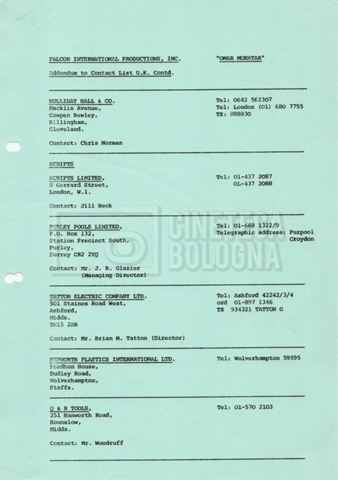 FALCON INTERNATIONAL PRODUCTIONS, INC. "OMAR MUKHTAR"
Addendum to Contact List U.K. Contd.
HOLLIDAY HALL & CO. Tel: 0642 562307
Macklin Avenue, Tel: London (01) 680 7755
Cowpen Bewley, TX: 888830
Billingham,
Cleveland.
Contact: Chris Norman
SCRIPTS
SCRIPTS LIMITED, Tel: 01-437 2087
8 Gerrard Street, 01-437 2088
London, W.1.
Contact: Jill Beck
PURLEY POOLS LIMITED, Tel: 01-668 1322/9
P.O. Box 132, Telegraphic address: Purpool
Station Precinct South, Croydon
Purley,
Surrey CR2 2YQ
Contact: Mr. J. R. Glazier
(Managing Director)
CINETECA
BOLOGNA
TATTON ELECTRIC COMPANY LTD. Tel: Ashford 42242/3/4
501 Staines Road West, ord 01-897 1346
Ashford, TX 934321 TATTON G
Middx.
TW15 2AB
Contact: Mr. Brian M. Tatton (Director)
HEPWORTH PLASTICS INTERNATIONAL LTD. Tel: Wolverhampton 59595
Fordham House,
Dudley Road,
Wolverhampton,
Staffs.
Q & R TOOLS, Tel: 01-570 2103
251 Hanworth Road,
Hounslow,
Middx.
Contact: Mr. Woodruff